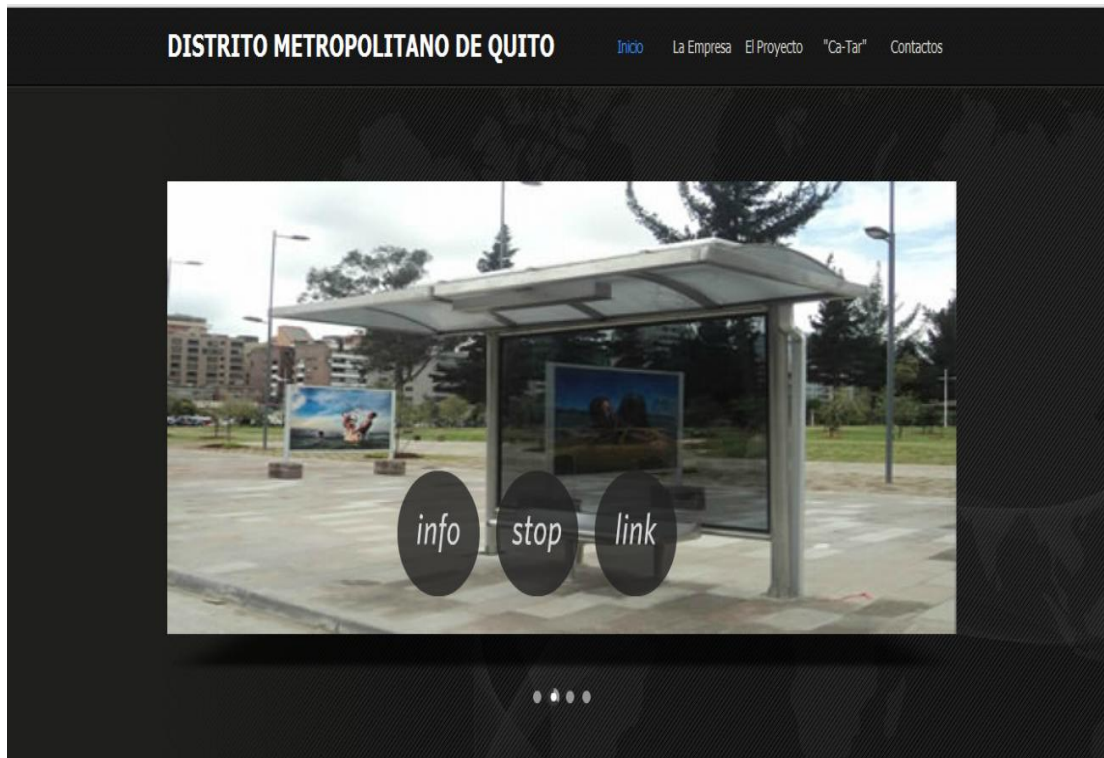 DISTRITO METROPOLITANO DE QUITO Inicio La Empresa El Proyecto "Ca-Tar" Contactos
info stop link